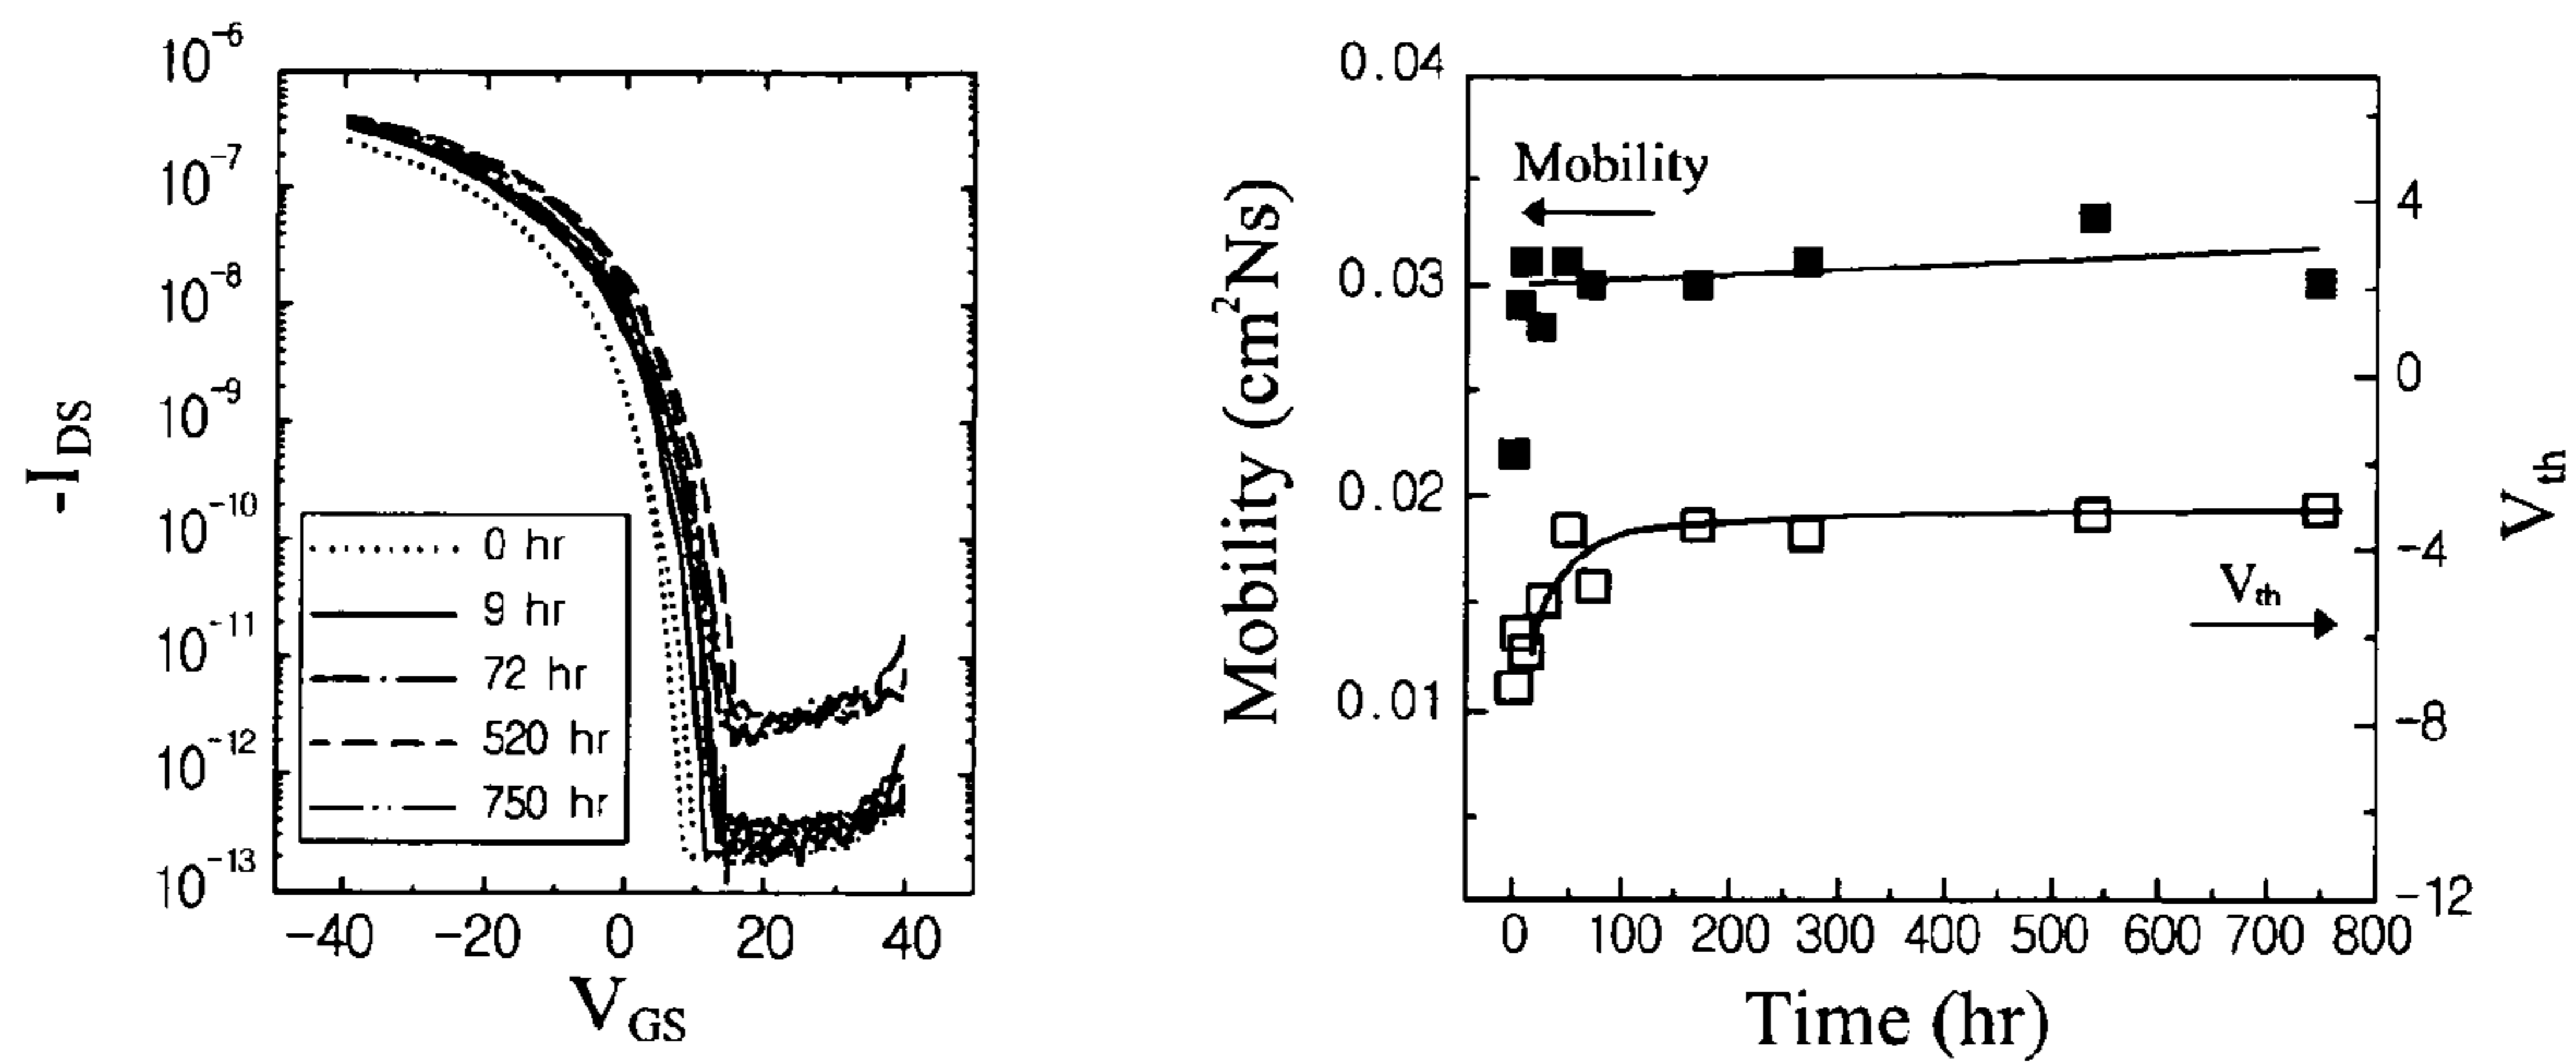 10⁻⁶
10⁻⁷
10⁻⁸
10⁻⁹
10⁻¹⁰
10⁻¹¹
10⁻¹²
10⁻¹³
-I_DS
0 hr
9 hr
72 hr
520 hr
750 hr
-40 -20 0 20 40
V_GS
0.04
0.03
0.02
0.01
Mobility (cm²Ns)
Mobility
V_th
4
0
-4
-8
-12
V_th
0 100 200 300 400 500 600 700 800
Time (hr)